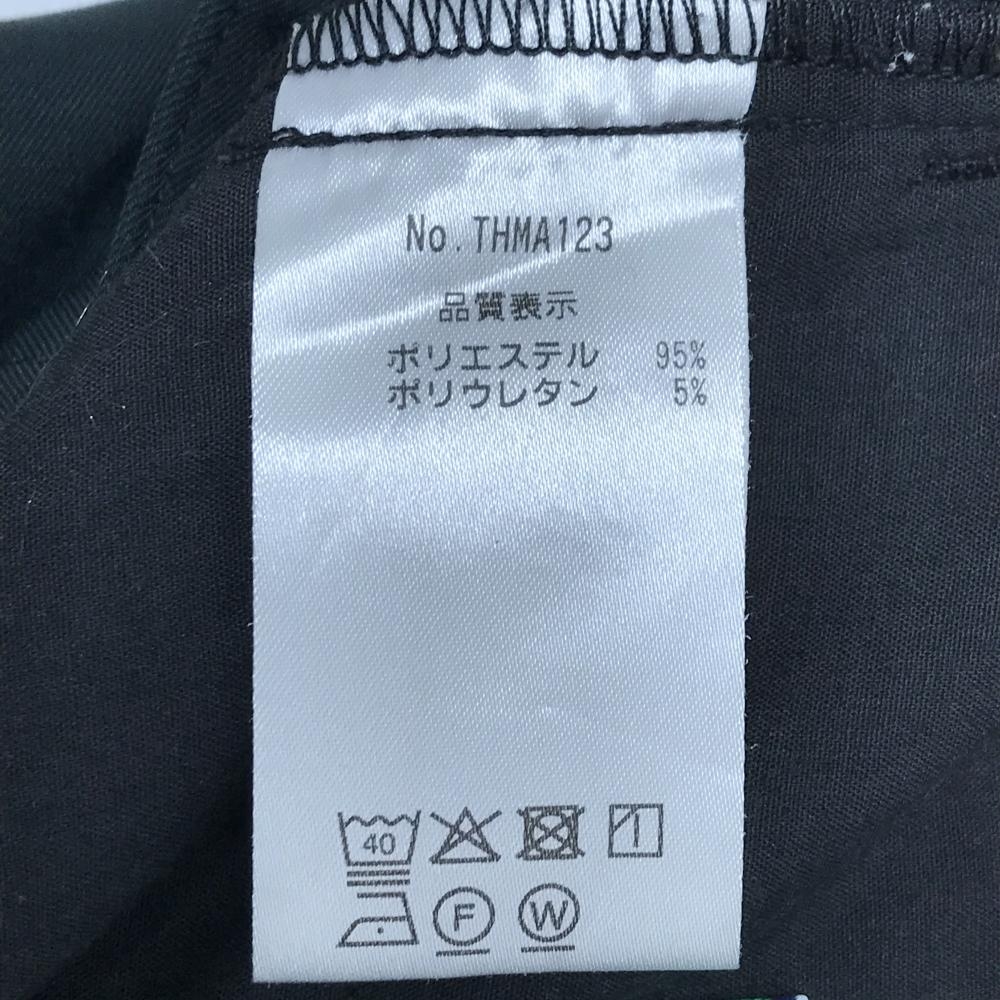 No.THMA123
品質表示
ポリエステル 95%
ポリウレタン 5%
40
F W